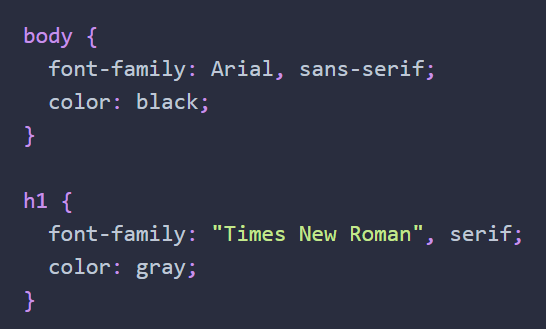 body {
  font-family: Arial, sans-serif;
  color: black;
}

h1 {
  font-family: "Times New Roman", serif;
  color: gray;
}